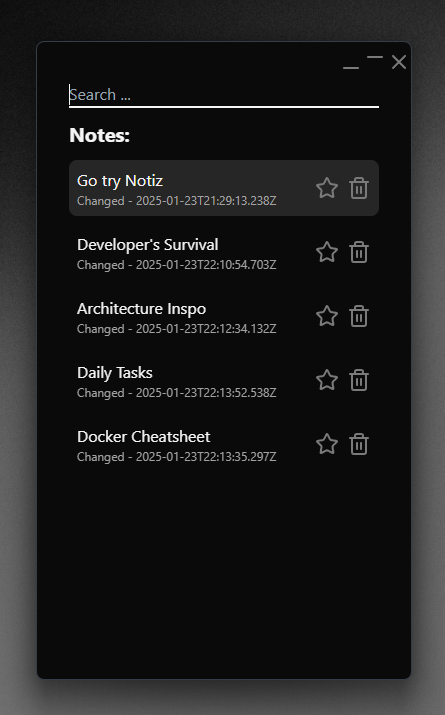 Search ...
Notes:
Go try Notiz
Changed - 2025-01-23T21:29:13.238Z
Developer's Survival
Changed - 2025-01-23T22:10:54.703Z
Architecture Inspo
Changed - 2025-01-23T22:12:34.132Z
Daily Tasks
Changed - 2025-01-23T22:13:52.538Z
Docker Cheatsheet
Changed - 2025-01-23T22:13:35.297Z